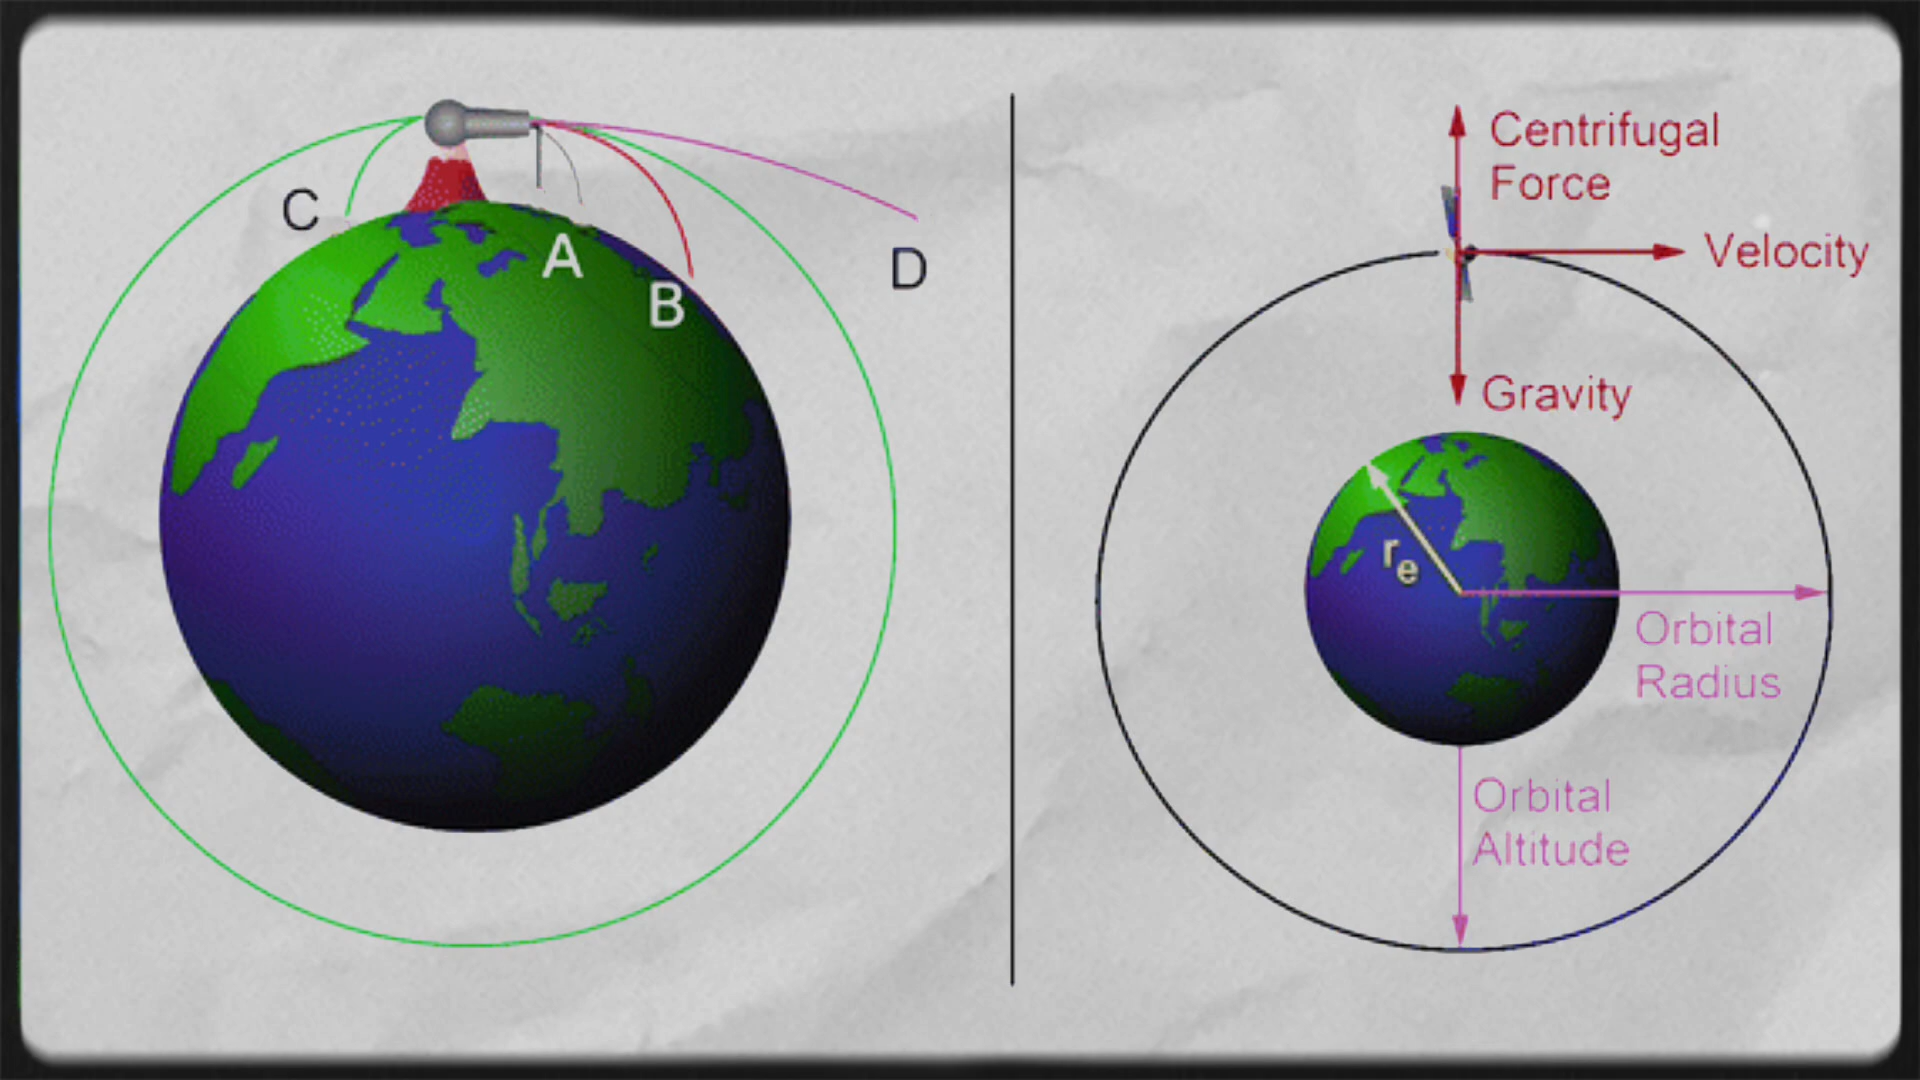 C
A
B
D
Centrifugal
Force
Velocity
Gravity
re
Orbital
Radius
Orbital
Altitude